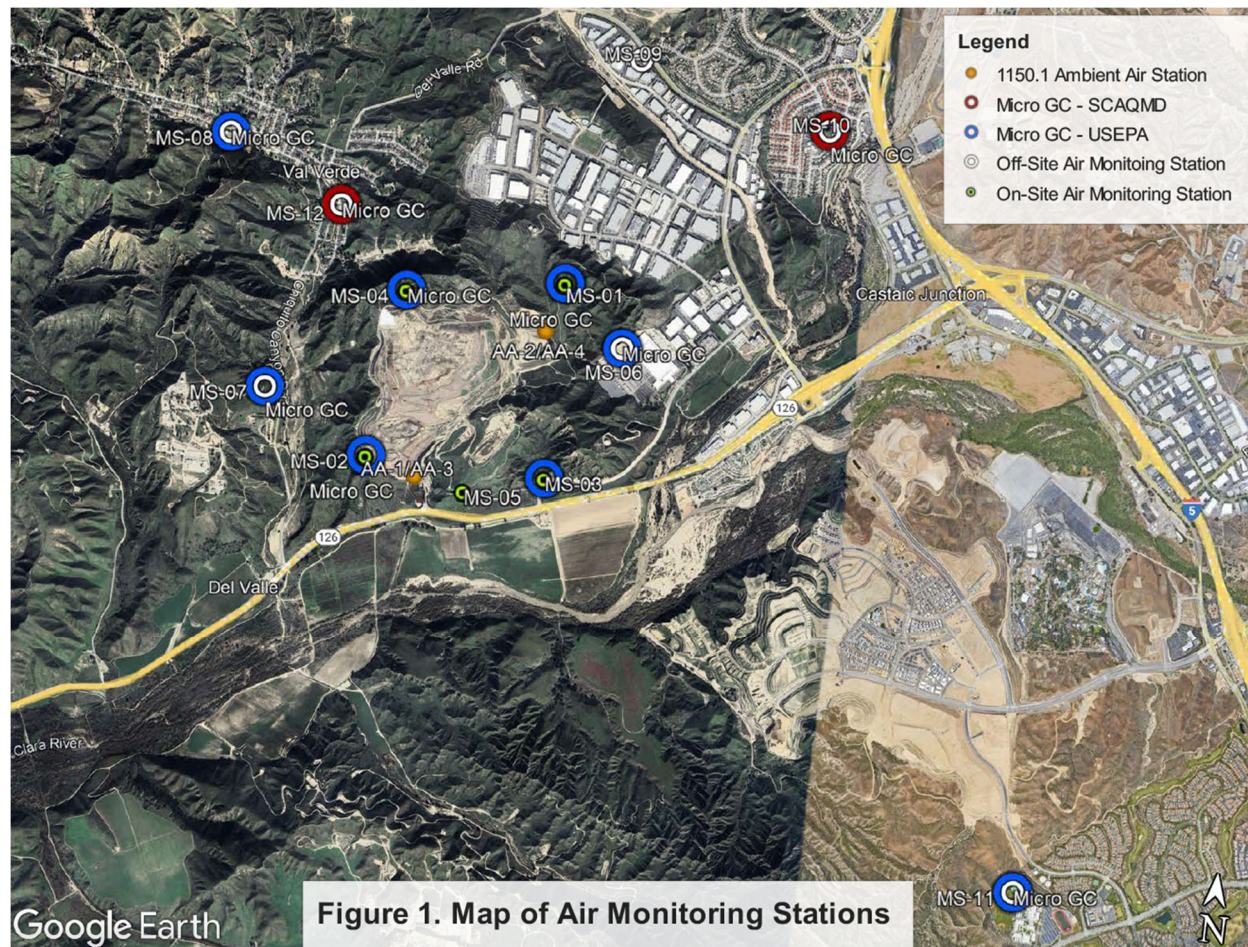 Legend
1150.1 Ambient Air Station
Micro GC - SCAQMD
Micro GC - USEPA
Off-Site Air Monitoing Station
On-Site Air Monitoring Station
MS-09
Del Valle Rd
MS-10
Micro GC
MS-08 Micro GC
Val Verde
MS-12 Micro GC
MS-04 Micro GC
MS-01
Micro GC
AA-2/AA-4
Castaic Junction
Micro GC
MS-06
MS-07
Micro GC
126
MS-02
AA-1/AA-3
Micro GC
MS-05
MS-03
5
126
Del Valle
Clara River
MS-11 Micro GC
Figure 1. Map of Air Monitoring Stations
Google Earth
N